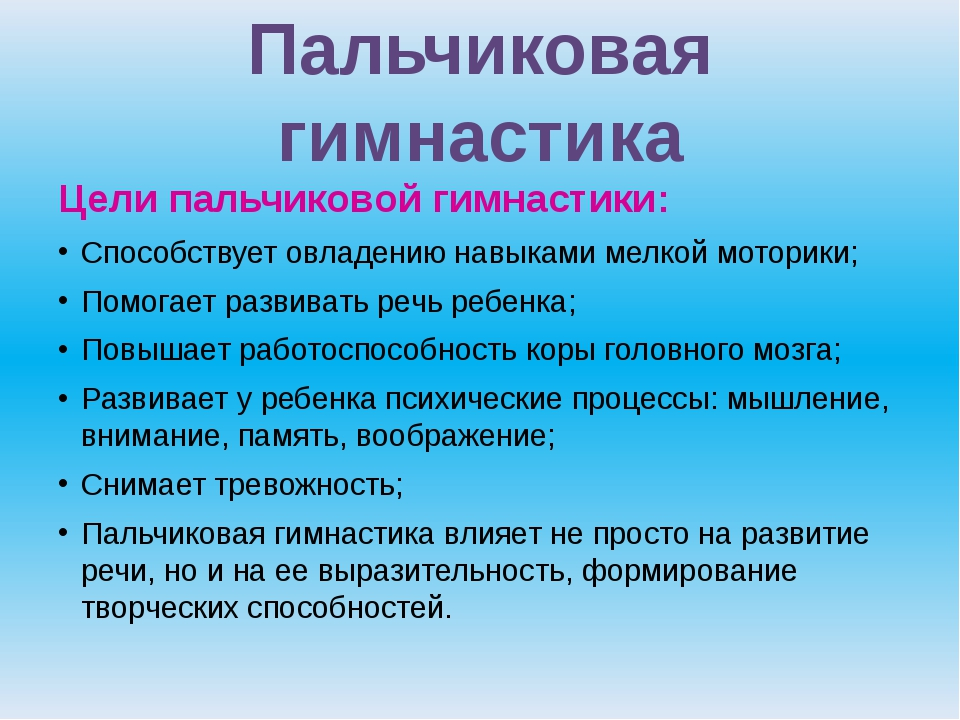 Пальчиковая
гимнастика
Цели пальчиковой гимнастики:
• Способствует овладению навыками мелкой моторики;
• Помогает развивать речь ребенка;
• Повышает работоспособность коры головного мозга;
• Развивает у ребенка психические процессы: мышление,
внимание, память, воображение;
• Снимает тревожность;
• Пальчиковая гимнастика влияет не просто на развитие
речи, но и на ее выразительность, формирование
творческих способностей.